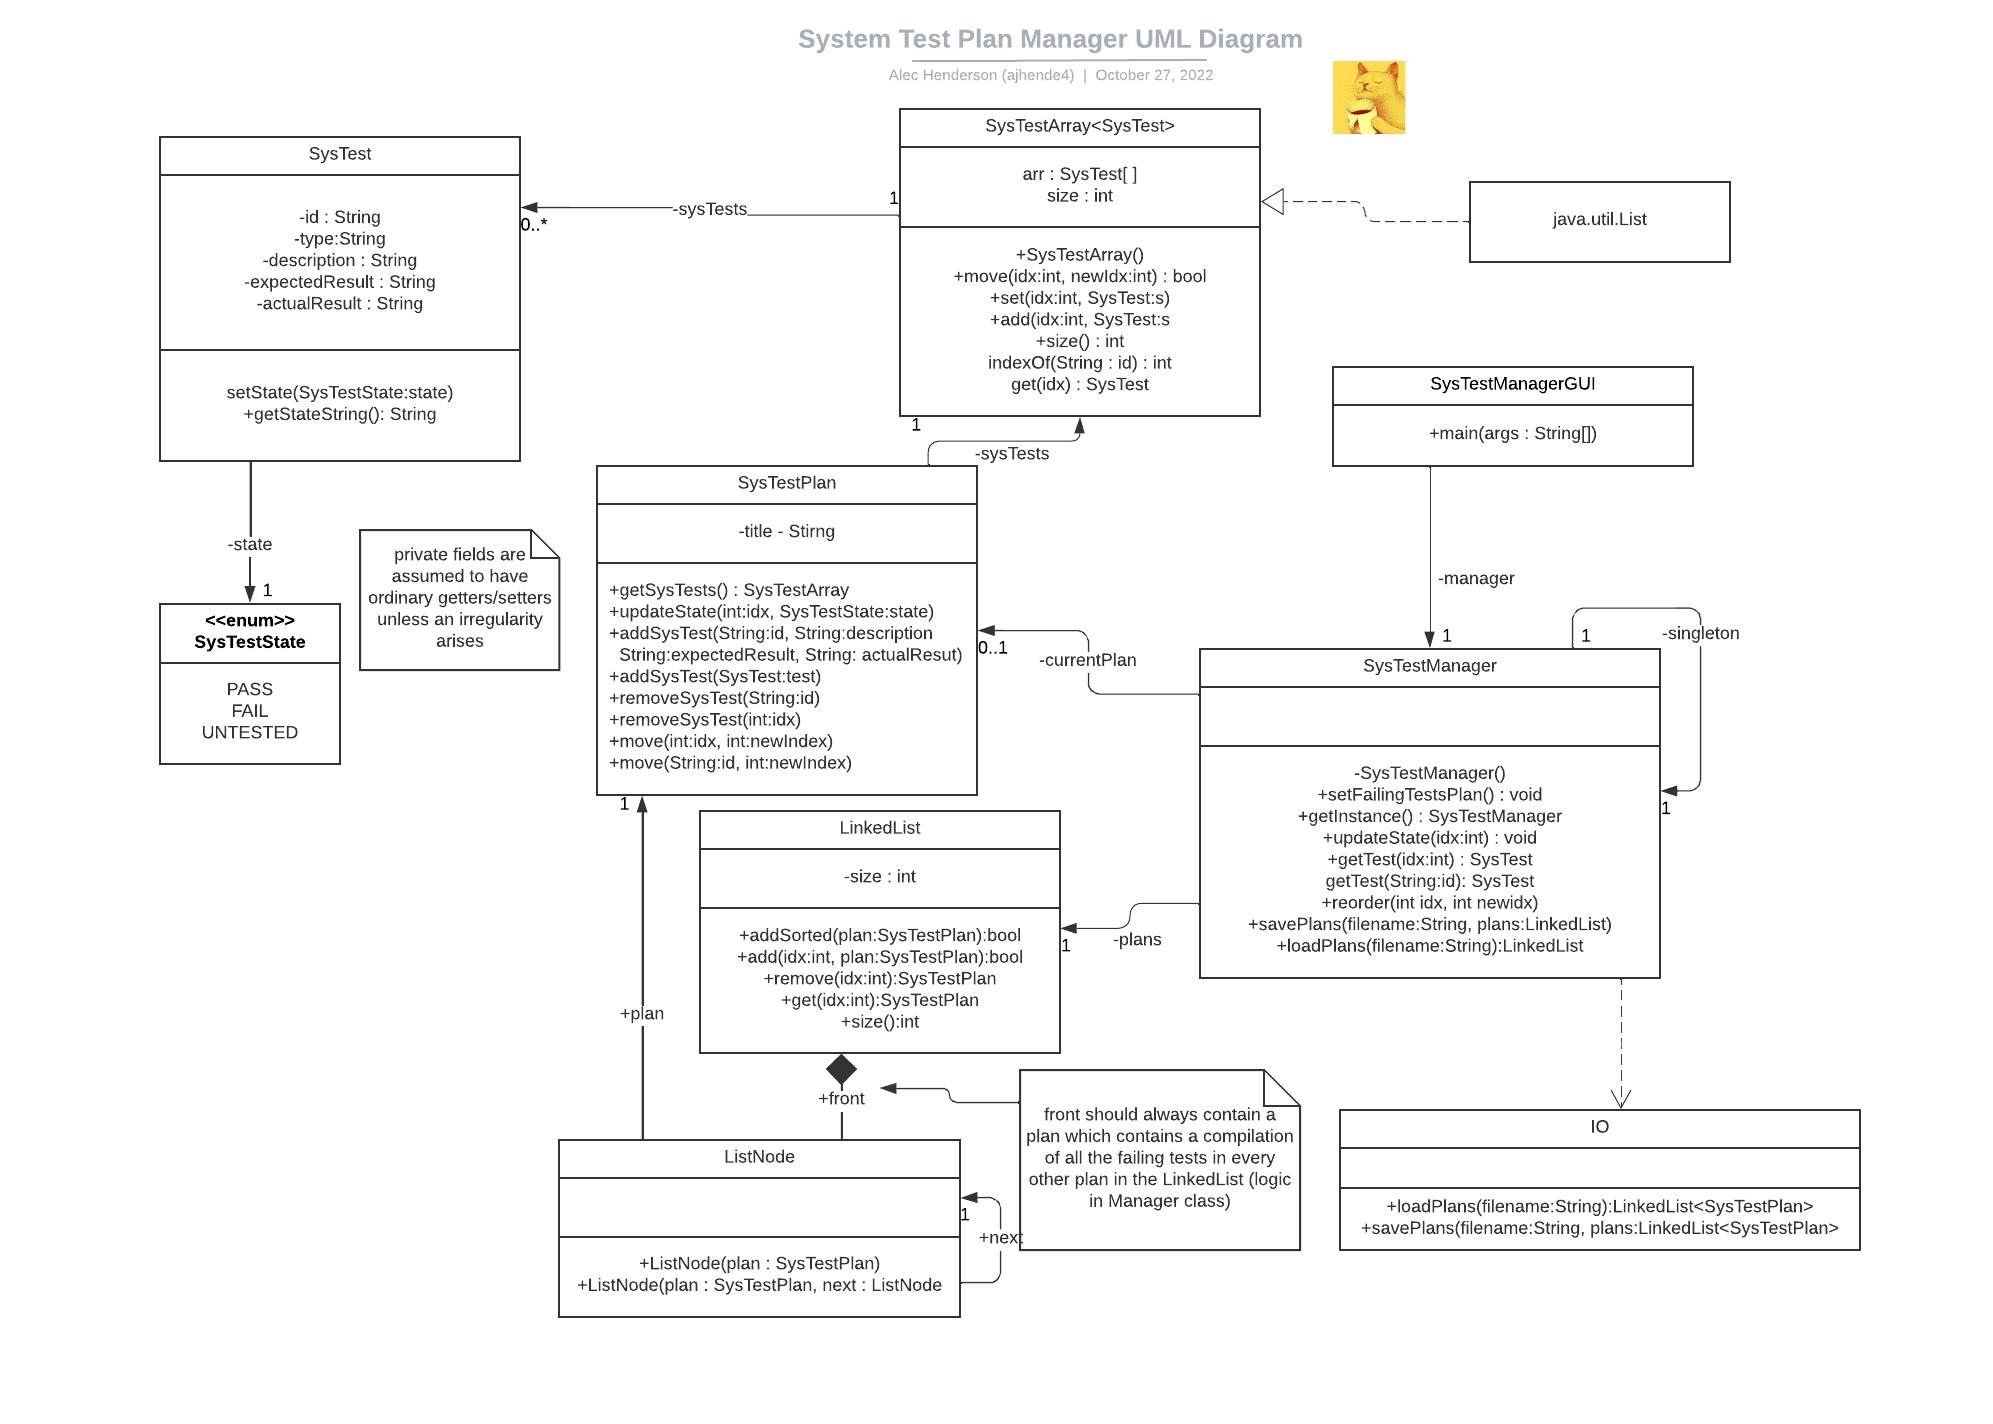 System Test Plan Manager UML Diagram
Alec Henderson (ajhende4) | October 27, 2022
SysTest
-id : String
-type:String
-description : String
-expectedResult : String
-actualResult : String
setState(SysTestState:state)
+getStateString(): String
0..*
-sysTests
1
SysTestArray<SysTest>
arr : SysTest[ ]
size : int
+SysTestArray()
+move(idx:int, newIdx:int) : bool
+set(idx:int, SysTest:s)
+add(idx:int, SysTest:s
+size() : int
indexOf(String : id) : int
get(idx) : SysTest
java.util.List
SysTestManagerGUI
+main(args : String[])
-manager
1
-state
1
<<enum>>
SysTestState
PASS
FAIL
UNTESTED
private fields are
assumed to have
ordinary getters/setters
unless an irregularity
arises
1
-sysTests
SysTestPlan
-title - Stirng
+getSysTests() : SysTestArray
+updateState(int:idx, SysTestState:state)
+addSysTest(String:id, String:description
String:expectedResult, String: actualResut)
+addSysTest(SysTest:test)
+removeSysTest(String:id)
+removeSysTest(int:idx)
+move(int:idx, int:newIndex)
+move(String:id, int:newIndex)
0..1
-currentPlan
1
-singleton
1
SysTestManager
-SysTestManager()
+setFailingTestsPlan() : void
+getInstance() : SysTestManager
+updateState(idx:int) : void
+getTest(idx:int) : SysTest
getTest(String:id): SysTest
+reorder(int idx, int newidx)
+savePlans(filename:String, plans:LinkedList)
+loadPlans(filename:String):LinkedList
1
+plan
LinkedList
-size : int
+addSorted(plan:SysTestPlan):bool
+add(idx:int, plan:SysTestPlan):bool
+remove(idx:int):SysTestPlan
+get(idx:int):SysTestPlan
+size():int
1
-plans
+front
front should always contain a
plan which contains a compilation
of all the failing tests in every
other plan in the LinkedList (logic
in Manager class)
ListNode
+ListNode(plan : SysTestPlan)
+ListNode(plan : SysTestPlan, next : ListNode
1
+next
IO
+loadPlans(filename:String):LinkedList<SysTestPlan>
+savePlans(filename:String, plans:LinkedList<SysTestPlan>